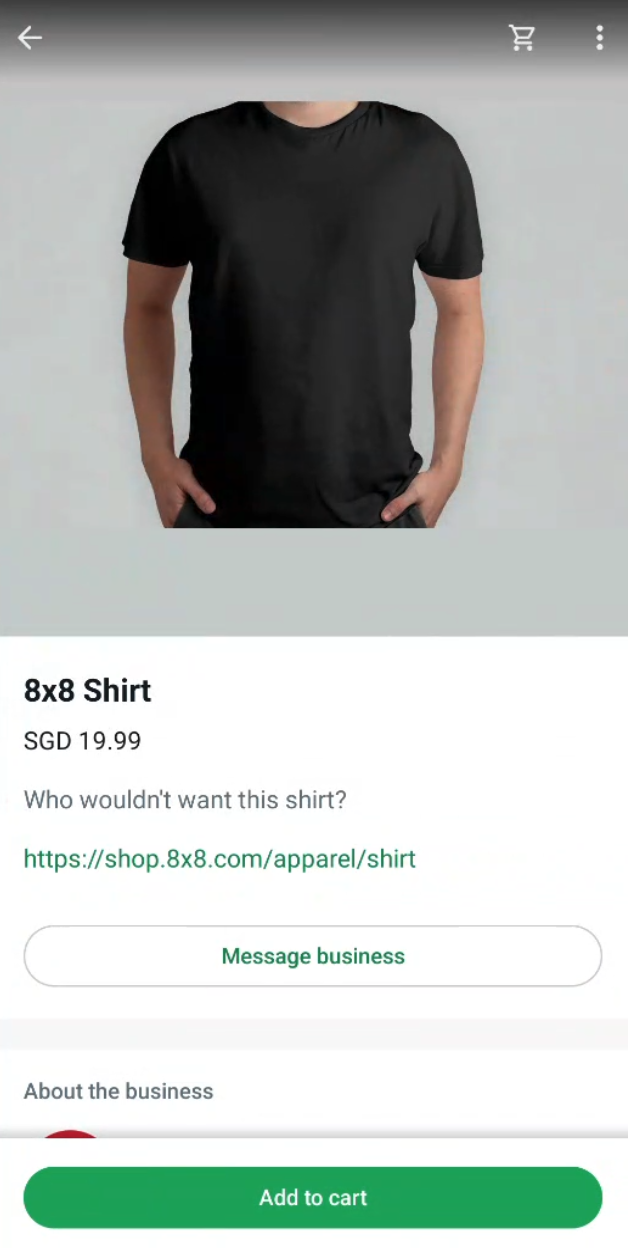 8x8 Shirt
SGD 19.99
Who wouldn't want this shirt?
https://shop.8x8.com/apparel/shirt
Message business
About the business
Add to cart